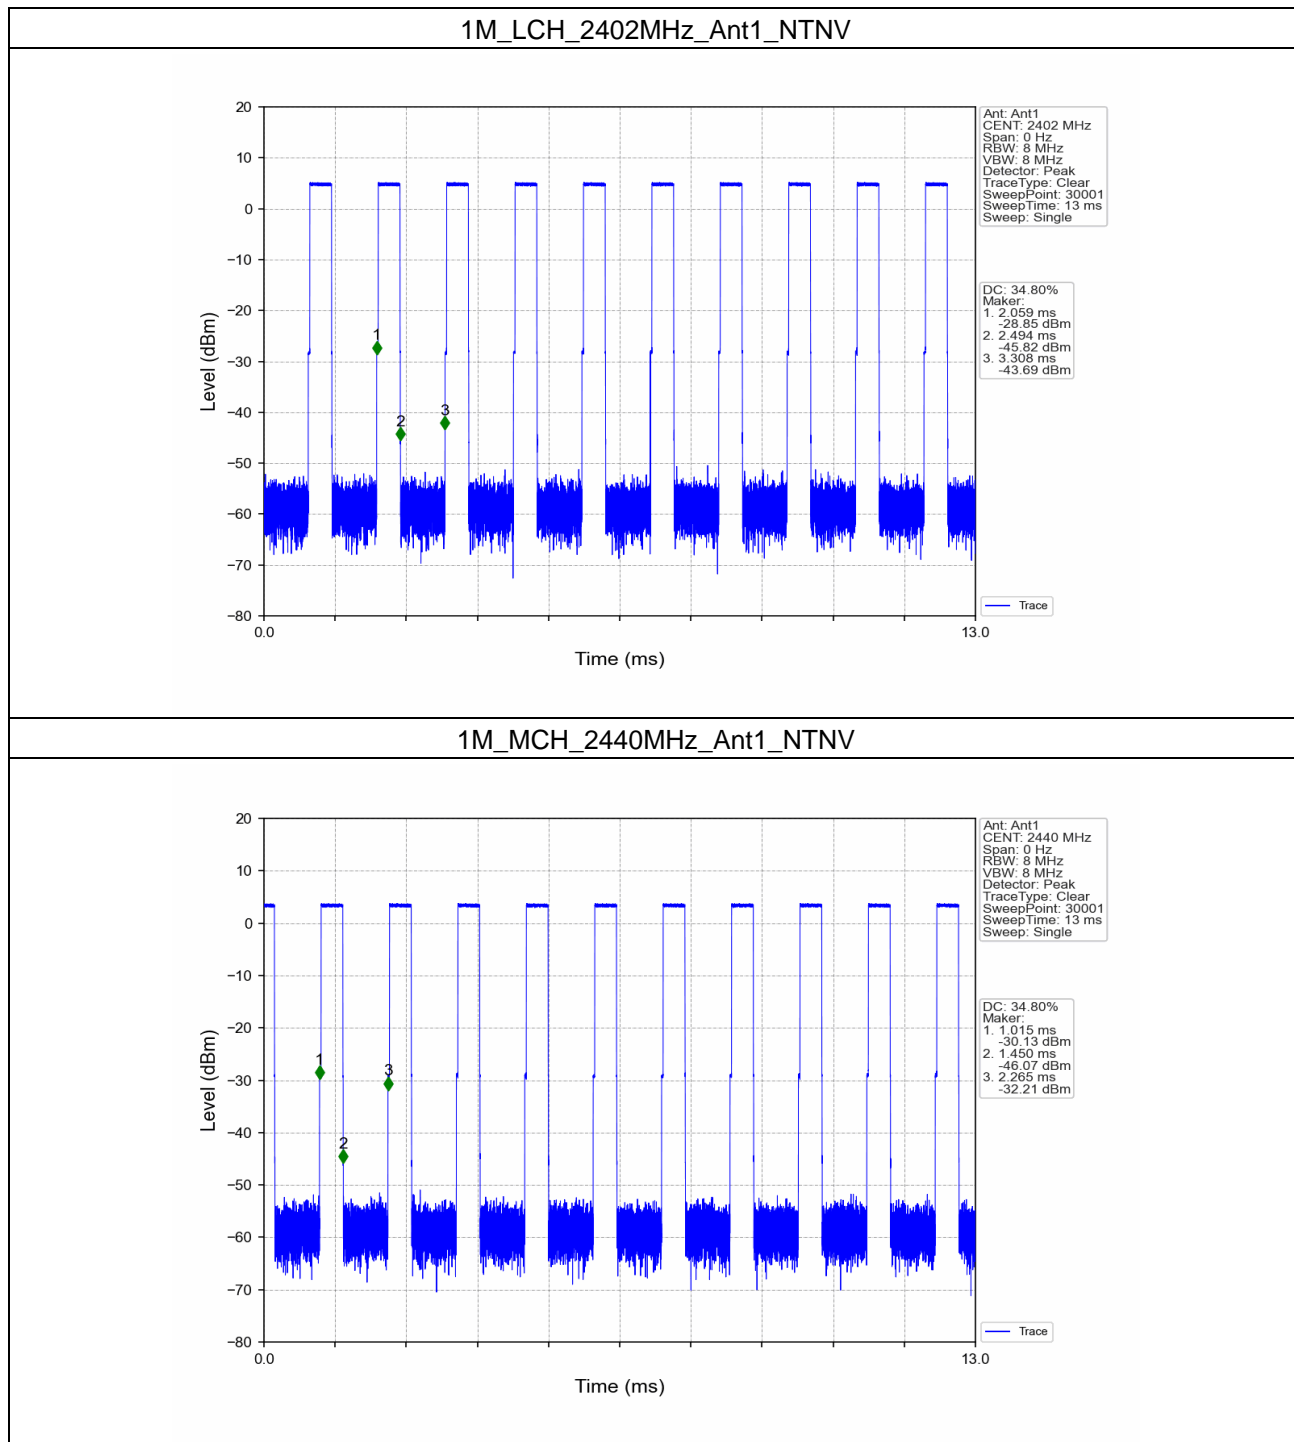 1M_LCH_2402MHz_Ant1_NTNV
20
10
0
−10
−20
−30
−40
−50
−60
−70
−80
Level (dBm)
0.0
13.0
Time (ms)
1
2
3
Ant: Ant1
CENT: 2402 MHz
Span: 0 Hz
RBW: 8 MHz
VBW: 8 MHz
Detector: Peak
TraceType: Clear
SweepPoint: 30001
SweepTime: 13 ms
Sweep: Single
DC: 34.80%
Maker:
1. 2.059 ms
-28.85 dBm
2. 2.494 ms
-45.82 dBm
3. 3.308 ms
-43.69 dBm
Trace
1M_MCH_2440MHz_Ant1_NTNV
20
10
0
−10
−20
−30
−40
−50
−60
−70
−80
Level (dBm)
0.0
13.0
Time (ms)
1
2
3
Ant: Ant1
CENT: 2440 MHz
Span: 0 Hz
RBW: 8 MHz
VBW: 8 MHz
Detector: Peak
TraceType: Clear
SweepPoint: 30001
SweepTime: 13 ms
Sweep: Single
DC: 34.80%
Maker:
1. 1.015 ms
-30.13 dBm
2. 1.450 ms
-46.07 dBm
3. 2.265 ms
-32.21 dBm
Trace